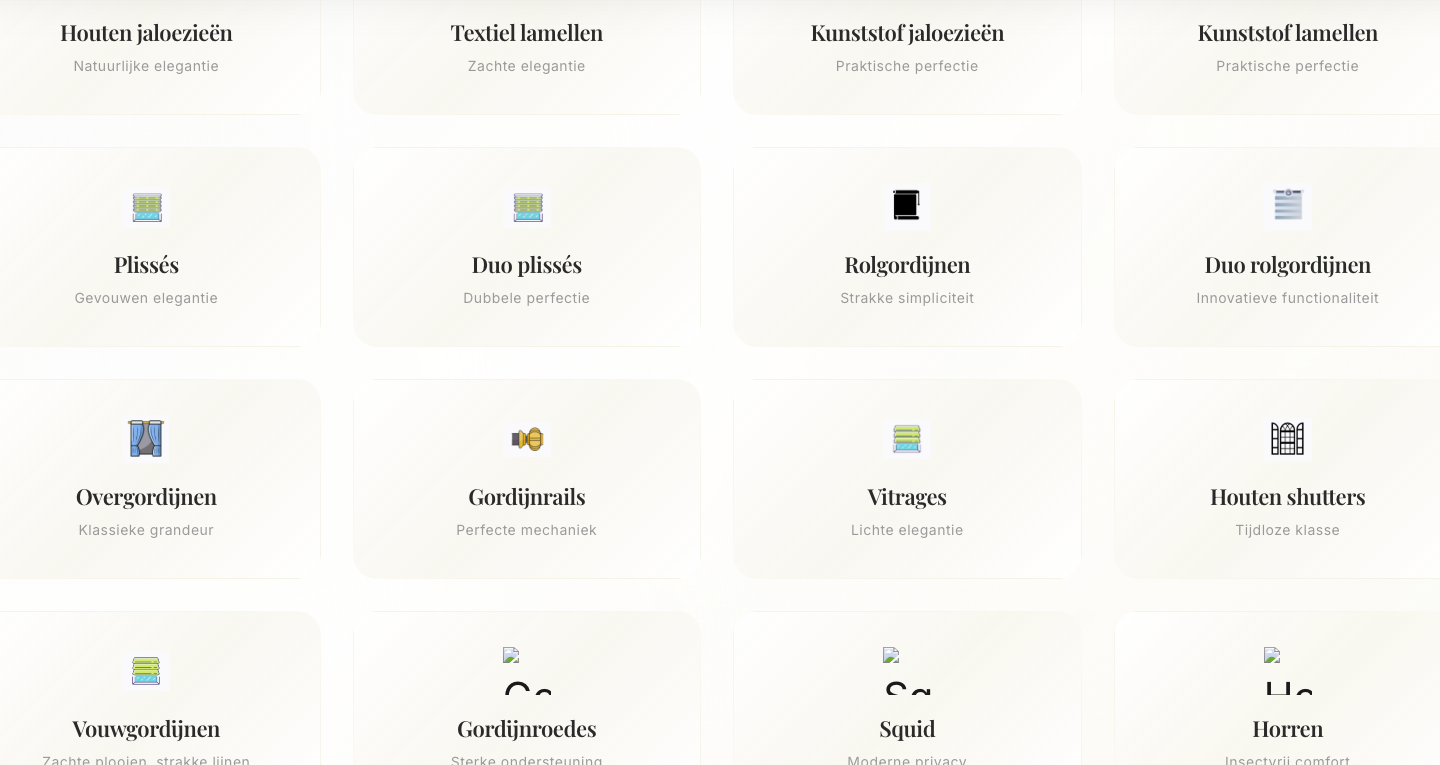 Houten jaloezieën
Natuurlijke elegantie
Textiel lamellen
Zachte elegantie
Kunststof jaloezieën
Praktische perfectie
Kunststof lamellen
Praktische perfectie
Plissés
Gevouwen elegantie
Duo plissés
Dubbele perfectie
Rolgordijnen
Strakke simpliciteit
Duo rolgordijnen
Innovatieve functionaliteit
Overgordijnen
Klassieke grandeur
Gordijnrails
Perfecte mechaniek
Vitrages
Lichte elegantie
Houten shutters
Tijdloze klasse
Vouwgordijnen
Zachte plooien, strakke lijnen
Gordijnroedes
Sterke ondersteuning
Sq
Squid
Moderne privacy
Horren
Insectvrij comfort